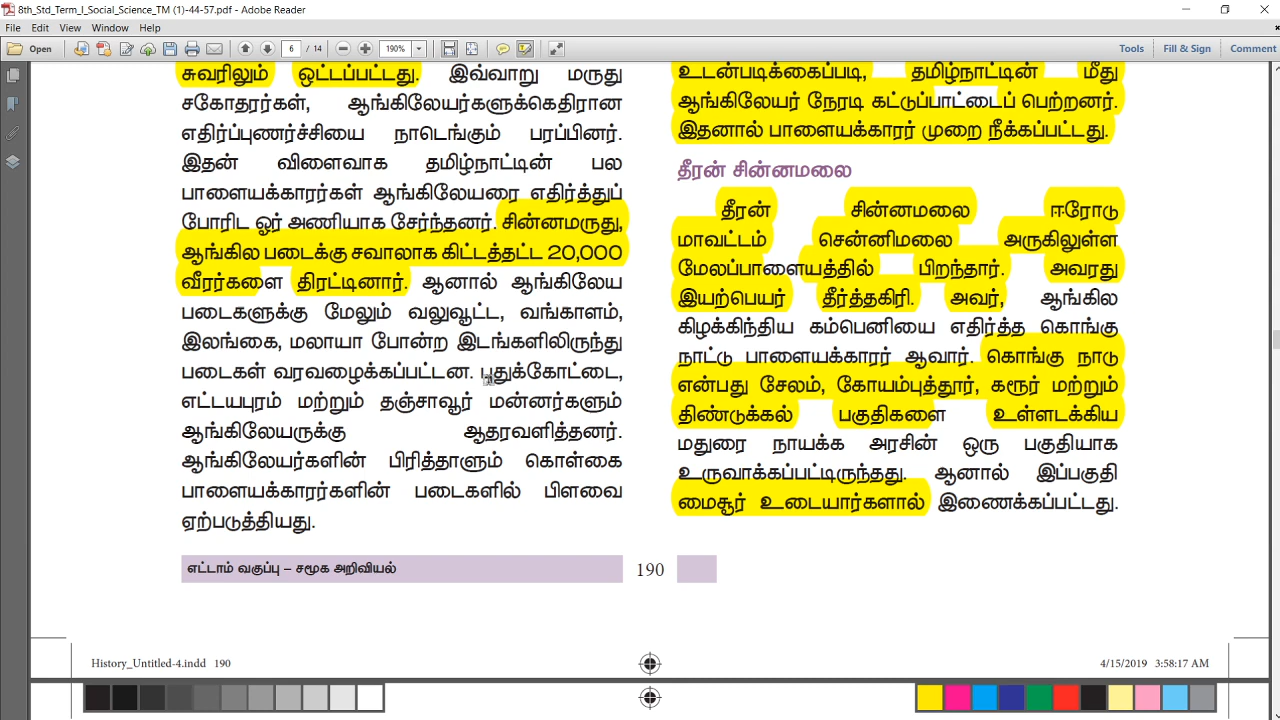 8th_Std_Term_I_Social_Science_TM (1)-44-57.pdf - Adobe Reader
File Edit View Window Help
Open 6 / 14 190% Tools Fill & Sign Comment
சுவரிலும் ஒட்டப்பட்டது. இவ்வாறு மருது
சகோதரர்கள், ஆங்கிலேயர்களுக்கெதிரான
எதிர்ப்புணர்ச்சியை நாடெங்கும் பரப்பினர்.
இதன் விளைவாக தமிழ்நாட்டின் பல
பாளையக்காரர்கள் ஆங்கிலேயரை எதிர்த்துப்
போரிட ஓர் அணியாக சேர்ந்தனர். சின்னமருது,
ஆங்கில படைக்கு சவாலாக கிட்டத்தட்ட 20,000
வீரர்களை திரட்டினார். ஆனால் ஆங்கிலேய
படைகளுக்கு மேலும் வலுவூட்ட, வங்காளம்,
இலங்கை, மலாயா போன்ற இடங்களிலிருந்து
படைகள் வரவழைக்கப்பட்டன. புதுக்கோட்டை,
எட்டயபுரம் மற்றும் தஞ்சாவூர் மன்னர்களும்
ஆங்கிலேயருக்கு ஆதரவளித்தனர்.
ஆங்கிலேயர்களின் பிரித்தாளும் கொள்கை
பாளையக்காரர்களின் படைகளில் பிளவை
ஏற்படுத்தியது.
உடன்படிக்கைப்படி, தமிழ்நாட்டின் மீது
ஆங்கிலேயர் நேரடி கட்டுப்பாட்டைப் பெற்றனர்.
இதனால் பாளையக்காரர் முறை நீக்கப்பட்டது.
தீரன் சின்னமலை
தீரன் சின்னமலை ஈரோடு
மாவட்டம் சென்னிமலை அருகிலுள்ள
மேலப்பாளையத்தில் பிறந்தார். அவரது
இயற்பெயர் தீர்த்தகிரி. அவர், ஆங்கில
கிழக்கிந்திய கம்பெனியை எதிர்த்த கொங்கு
நாட்டு பாளையக்காரர் ஆவார். கொங்கு நாடு
என்பது சேலம், கோயம்புத்தூர், கரூர் மற்றும்
திண்டுக்கல் பகுதிகளை உள்ளடக்கிய
மதுரை நாயக்க அரசின் ஒரு பகுதியாக
உருவாக்கப்பட்டிருந்தது. ஆனால் இப்பகுதி
மைசூர் உடையார்களால் இணைக்கப்பட்டது.
எட்டாம் வகுப்பு – சமூக அறிவியல் 190
History_Untitled-4.indd 190 4/15/2019 3:58:17 AM